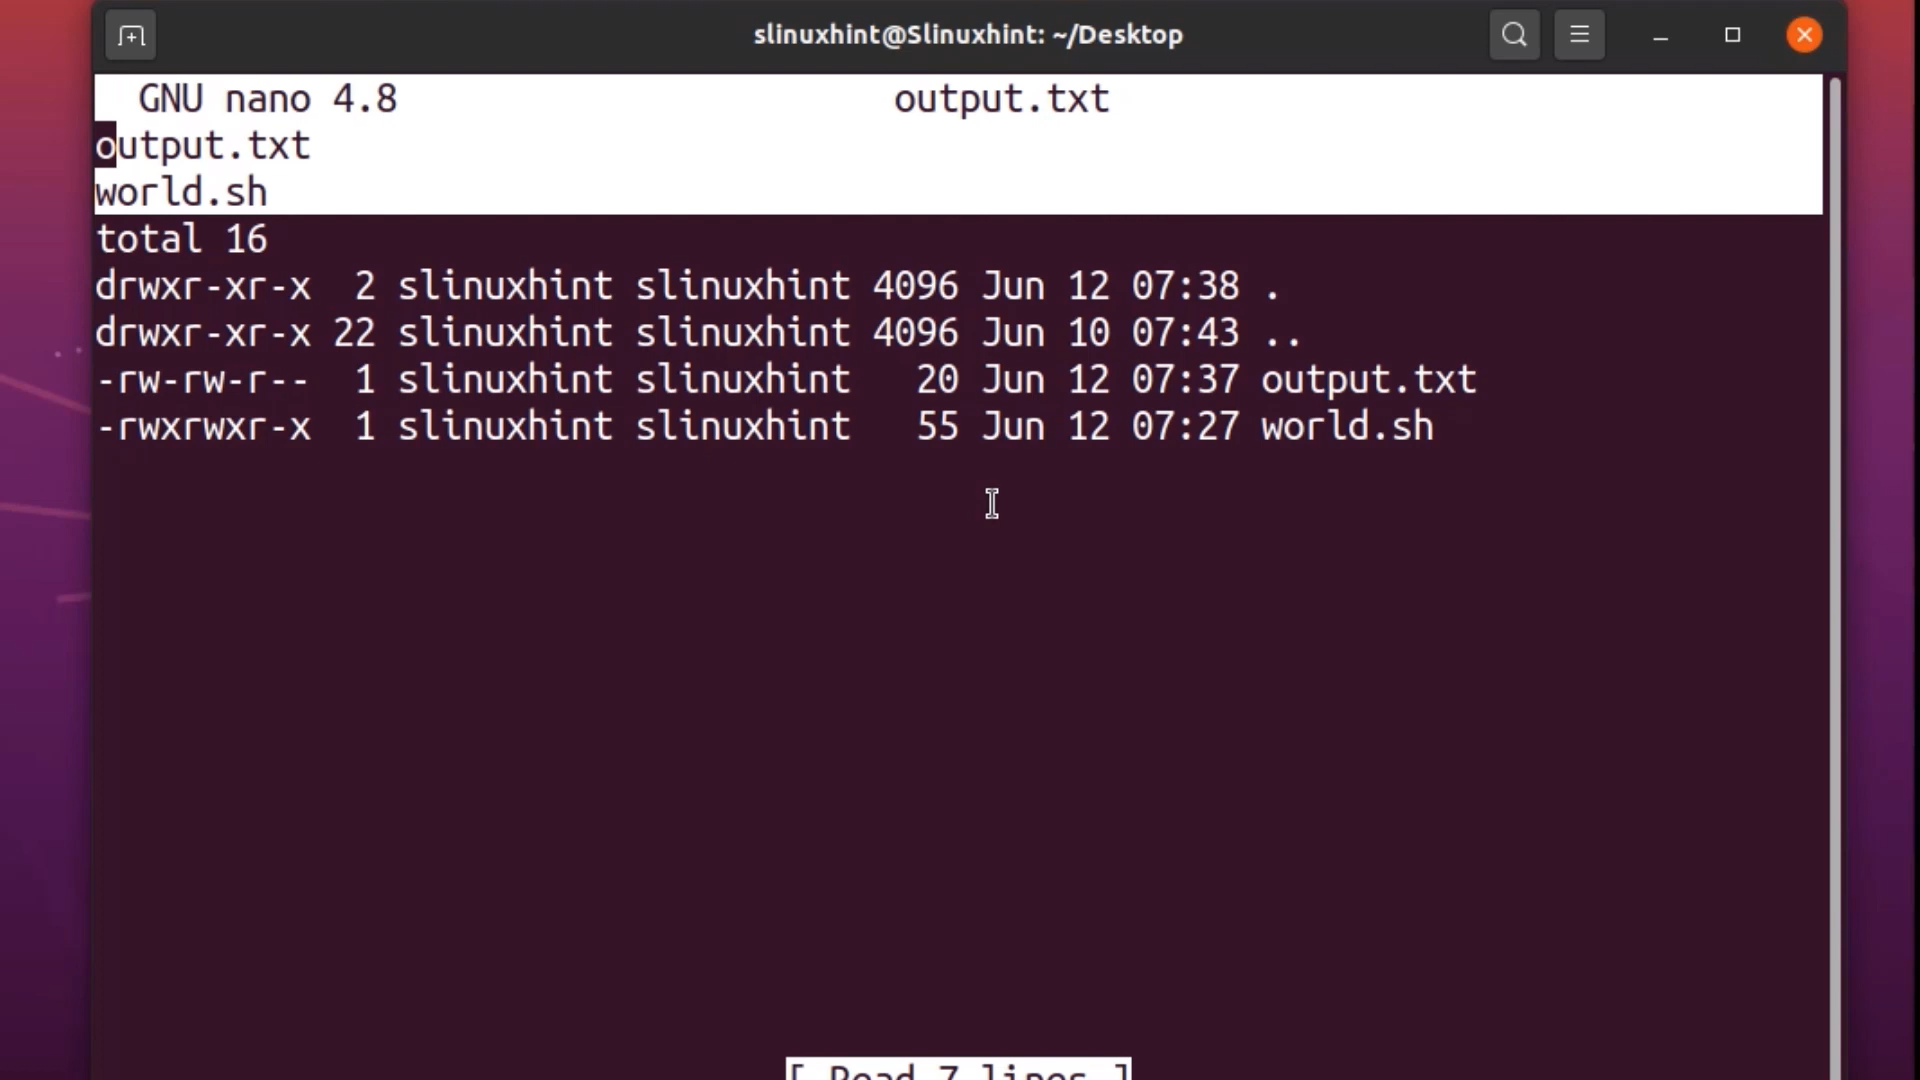 slinuxhint@Slinuxhint: ~/Desktop
GNU nano 4.8 output.txt
output.txt
world.sh
total 16
drwxr-xr-x  2 slinuxhint slinuxhint 4096 Jun 12 07:38 .
drwxr-xr-x 22 slinuxhint slinuxhint 4096 Jun 10 07:43 ..
-rw-rw-r--  1 slinuxhint slinuxhint   20 Jun 12 07:37 output.txt
-rwxrwxr-x  1 slinuxhint slinuxhint   55 Jun 12 07:27 world.sh
[ Read 7 lines ]